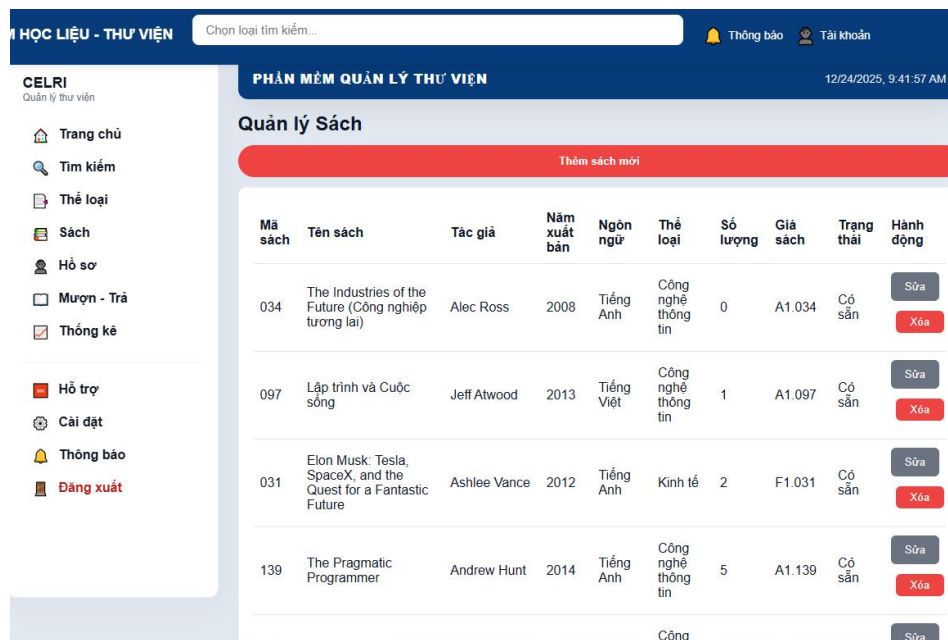 HỌC LIỆU - THƯ VIỆN
Chọn loại tìm kiếm...
Thông báo
Tài khoản
CELRI
Quản lý thư viện
Trang chủ
Tìm kiếm
Thể loại
Sách
Hồ sơ
Mượn - Trả
Thống kê
Hỗ trợ
Cài đặt
Thông báo
Đăng xuất
PHẦN MỀM QUẢN LÝ THƯ VIỆN
12/24/2025, 9:41:57 AM
Quản lý Sách
Thêm sách mới
Mã
sách
Tên sách
Tác giả
Năm
xuất
bản
Ngôn
ngữ
Thể
loại
Số
lượng
Giá
sách
Trạng
thái
Hành
động
034
The Industries of the
Future (Công nghiệp
tương lai)
Alec Ross
2008
Tiếng
Anh
Công
nghệ
thông
tin
0
A1.034
Có
sẵn
Sửa
Xóa
097
Lập trình và Cuộc
sống
Jeff Atwood
2013
Tiếng
Việt
Công
nghệ
thông
tin
1
A1.097
Có
sẵn
Sửa
Xóa
031
Elon Musk: Tesla,
SpaceX, and the
Quest for a Fantastic
Future
Ashlee Vance
2012
Tiếng
Anh
Kinh tế
2
F1.031
Có
sẵn
Sửa
Xóa
139
The Pragmatic
Programmer
Andrew Hunt
2014
Tiếng
Anh
Công
nghệ
thông
tin
5
A1.139
Có
sẵn
Sửa
Xóa
Công
Sửa